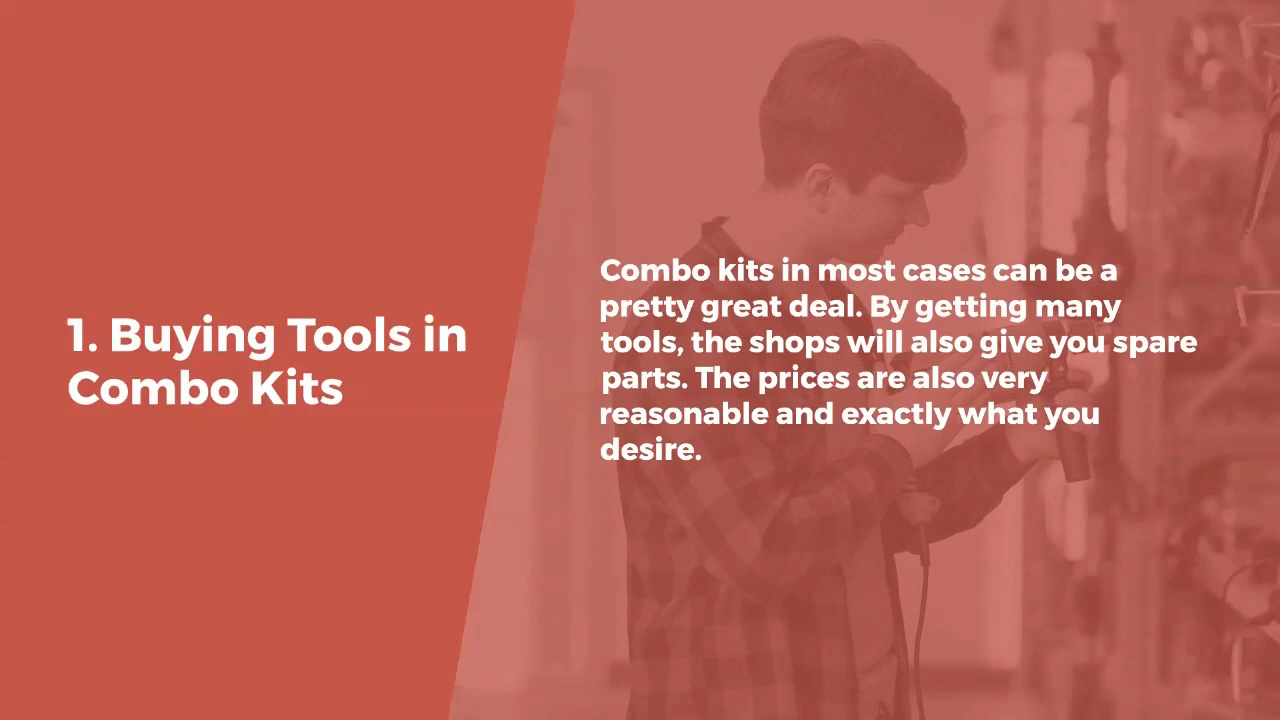 1. Buying Tools in
Combo Kits
Combo kits in most cases can be a
pretty great deal. By getting many
tools, the shops will also give you spare
parts. The prices are also very
reasonable and exactly what you
desire.